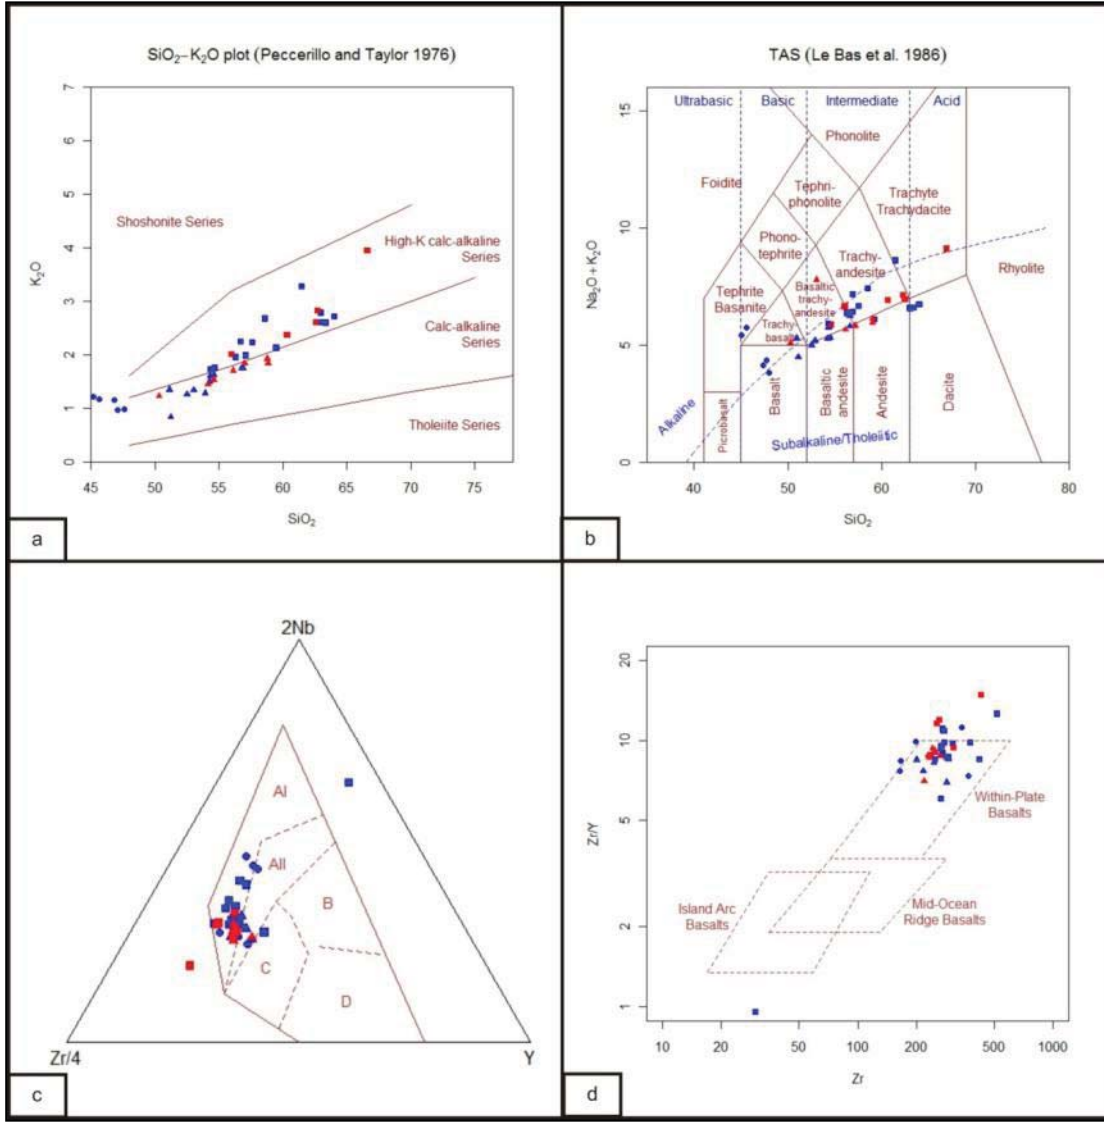 SiO₂–K₂O plot (Peccerillo and Taylor 1976)
7
6
5
4
3
2
1
0
K₂O
Shoshonite Series
High-K calc-alkaline
Series
Calc-alkaline
Series
Tholeiite Series
45
50
55
60
65
70
75
SiO₂
a
TAS (Le Bas et al. 1986)
15
10
5
0
Na₂O + K₂O
Ultrabasic
Basic
Intermediate
Acid
Phonolite
Foidite
Tephri-
phonolite
Trachyte
Trachydacite
Phono-
tephrite
Trachy-
andesite
Rhyolite
Tephrite
Basanite
Basaltic
trachy-
andesite
Trachy-
basalt
Alkaline
Picrobasalt
Basalt
Basaltic
andesite
Andesite
Dacite
Subalkaline/Tholeiitic
40
50
60
70
80
SiO₂
b
2Nb
AI
AII
B
C
D
Zr/4
Y
c
20
10
5
2
1
Zr/Y
Within-Plate
Basalts
Island Arc
Basalts
Mid-Ocean
Ridge Basalts
10
20
50
100
200
500
1000
Zr
d